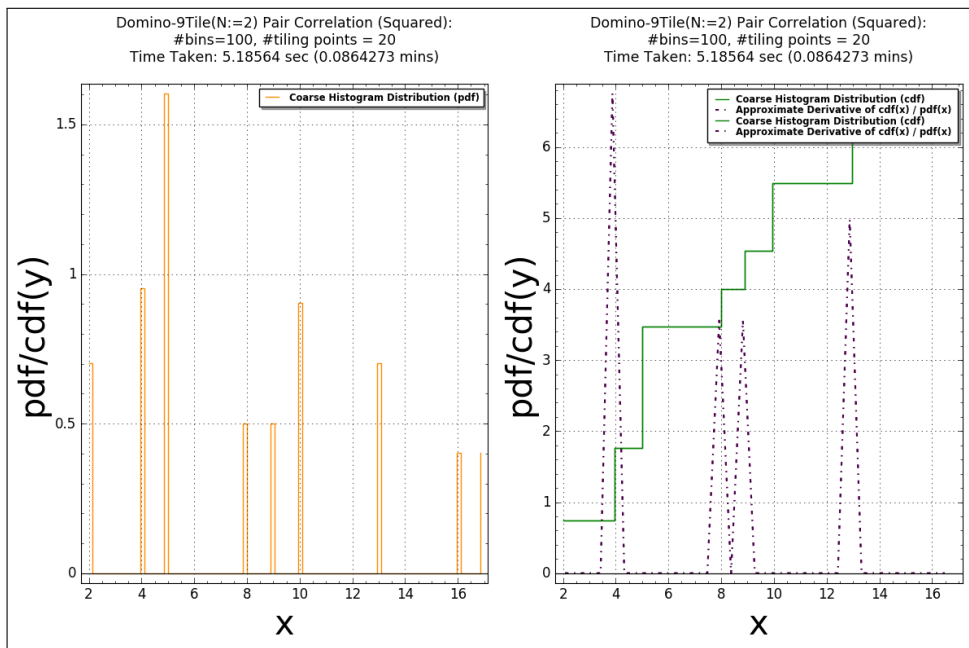 Domino-9Tile(N:=2) Pair Correlation (Squared):
#bins=100, #tiling points = 20
Time Taken: 5.18564 sec (0.0864273 mins)
Coarse Histogram Distribution (pdf)
1.5
1
0.5
0
pdf/cdf(y)
2 4 6 8 10 12 14 16
x
Domino-9Tile(N:=2) Pair Correlation (Squared):
#bins=100, #tiling points = 20
Time Taken: 5.18564 sec (0.0864273 mins)
Coarse Histogram Distribution (cdf)
Approximate Derivative of cdf(x) / pdf(x)
Coarse Histogram Distribution (cdf)
Approximate Derivative of cdf(x) / pdf(x)
6
5
4
3
2
1
0
pdf/cdf(y)
2 4 6 8 10 12 14 16
x